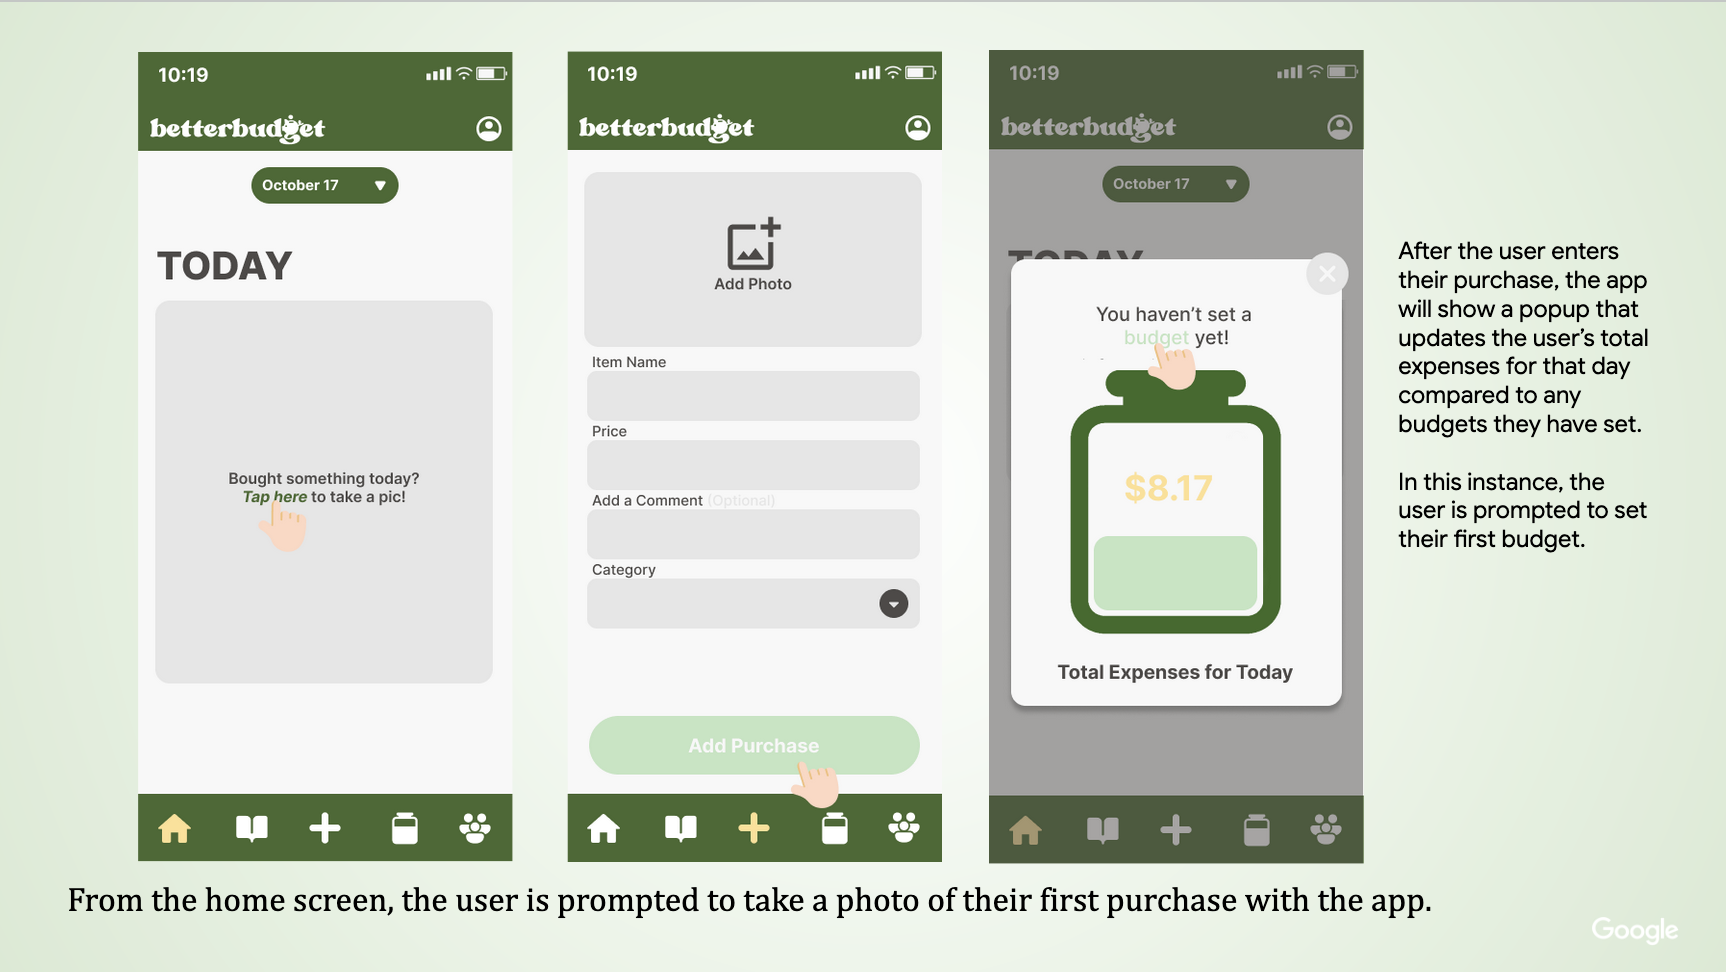 10:19
betterbudget
October 17
TODAY
Bought something today?
Tap here to take a pic!
10:19
betterbudget
Add Photo
Item Name
Price
Add a Comment (Optional)
Category
Add Purchase
10:19
betterbudget
October 17
TODAY
You haven't set a
budget yet!
$8.17
Total Expenses for Today
After the user enters
their purchase, the app
will show a popup that
updates the user's total
expenses for that day
compared to any
budgets they have set.
In this instance, the
user is prompted to set
their first budget.
From the home screen, the user is prompted to take a photo of their first purchase with the app.
Google